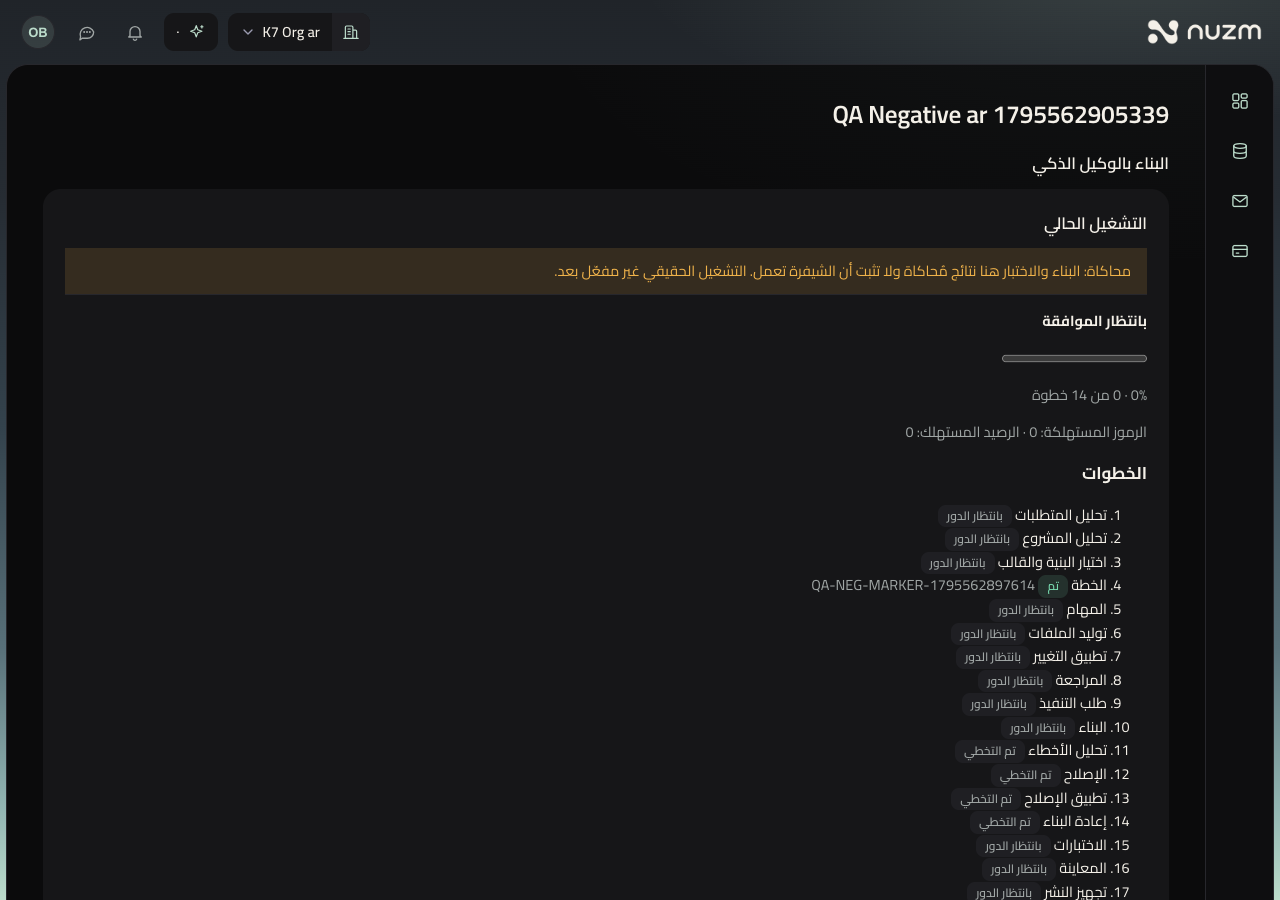 nuzm
K7 Org ar
OB
QA Negative ar 1795562905339
البناء بالوكيل الذكي
التشغيل الحالي
محاكاة: البناء والاختبار هنا نتائج مُحاكاة ولا تثبت أن الشيفرة تعمل. التشغيل الحقيقي غير مفعّل بعد.
بانتظار الموافقة
0% · 0 من 14 خطوة
الرموز المستهلكة: 0 · الرصيد المستهلك: 0
الخطوات
1. تحليل المتطلبات بانتظار الدور
2. تحليل المشروع بانتظار الدور
3. اختيار البنية والقالب بانتظار الدور
4. الخطة تم QA-NEG-MARKER-1795562897614
5. المهام بانتظار الدور
6. توليد الملفات بانتظار الدور
7. تطبيق التغيير بانتظار الدور
8. المراجعة بانتظار الدور
9. طلب التنفيذ بانتظار الدور
10. البناء بانتظار الدور
11. تحليل الأخطاء تم التخطي
12. الإصلاح تم التخطي
13. تطبيق الإصلاح تم التخطي
14. إعادة البناء تم التخطي
15. الاختبارات بانتظار الدور
16. المعاينة بانتظار الدور
17. تجهيز النشر بانتظار الدور